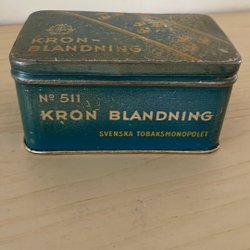 KRON-
BLANDNING
Nº 511
KRON BLANDNING
SVENSKA TOBAKSMONOPOLET